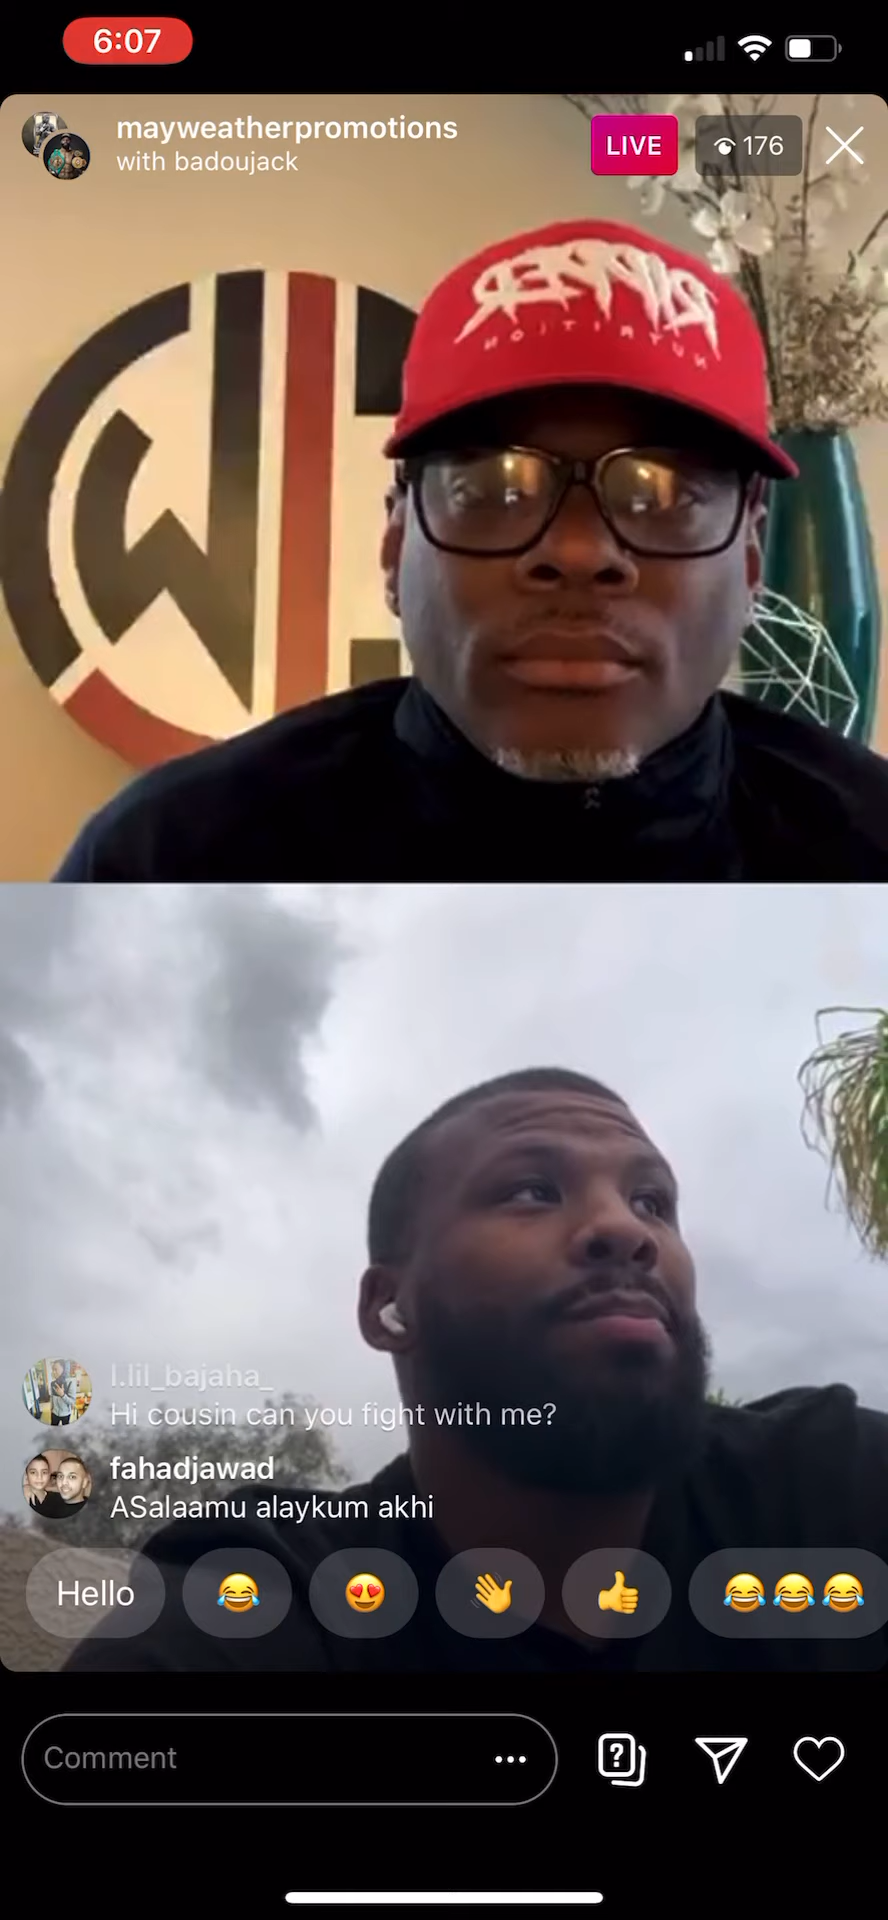 6:07
mayweatherpromotions
with badoujack
LIVE
176
RIPPER
NUTRITION
l.lil_bajaha_
Hi cousin can you fight with me?
fahadjawad
ASalaamu alaykum akhi
Hello
Comment